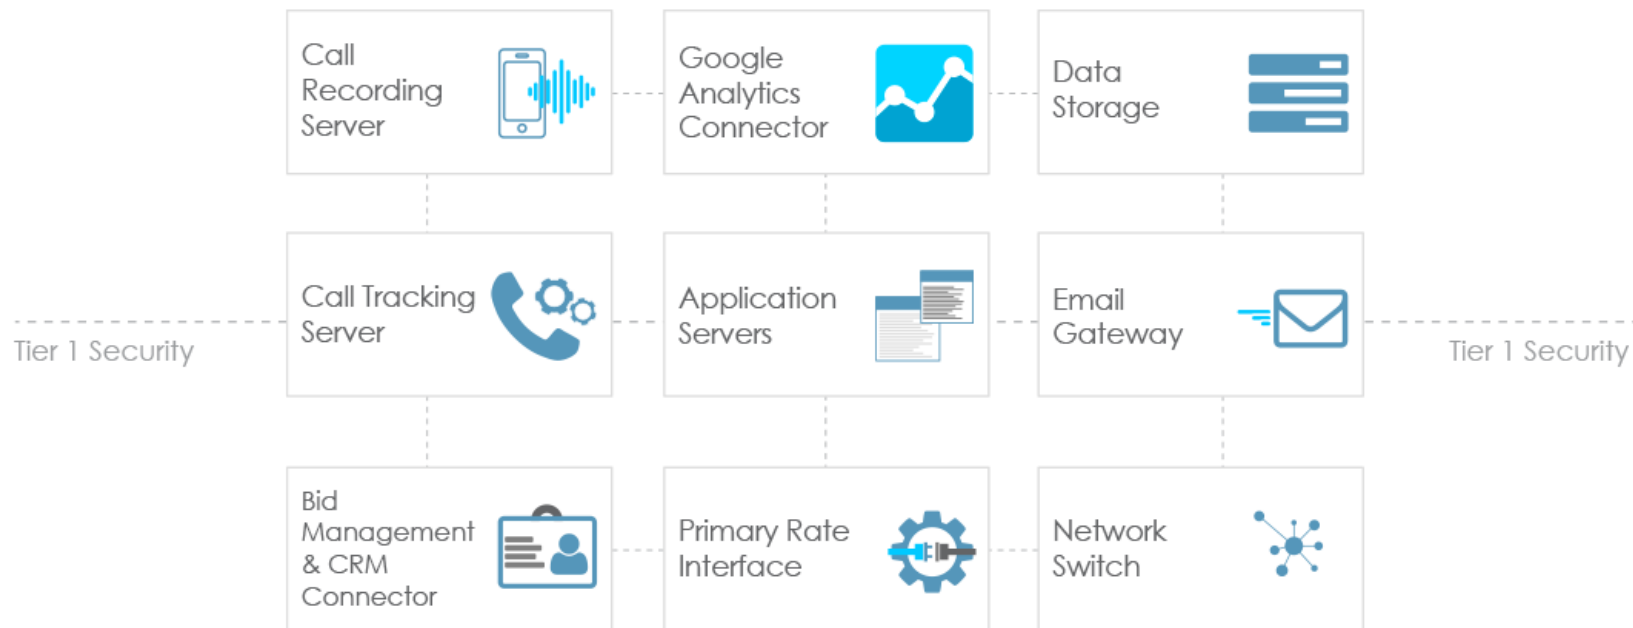 Call
Recording
Server
Google
Analytics
Connector
Data
Storage
Call Tracking
Server
Application
Servers
Email
Gateway
Tier 1 Security
Tier 1 Security
Bid
Management
& CRM
Connector
Primary Rate
Interface
Network
Switch